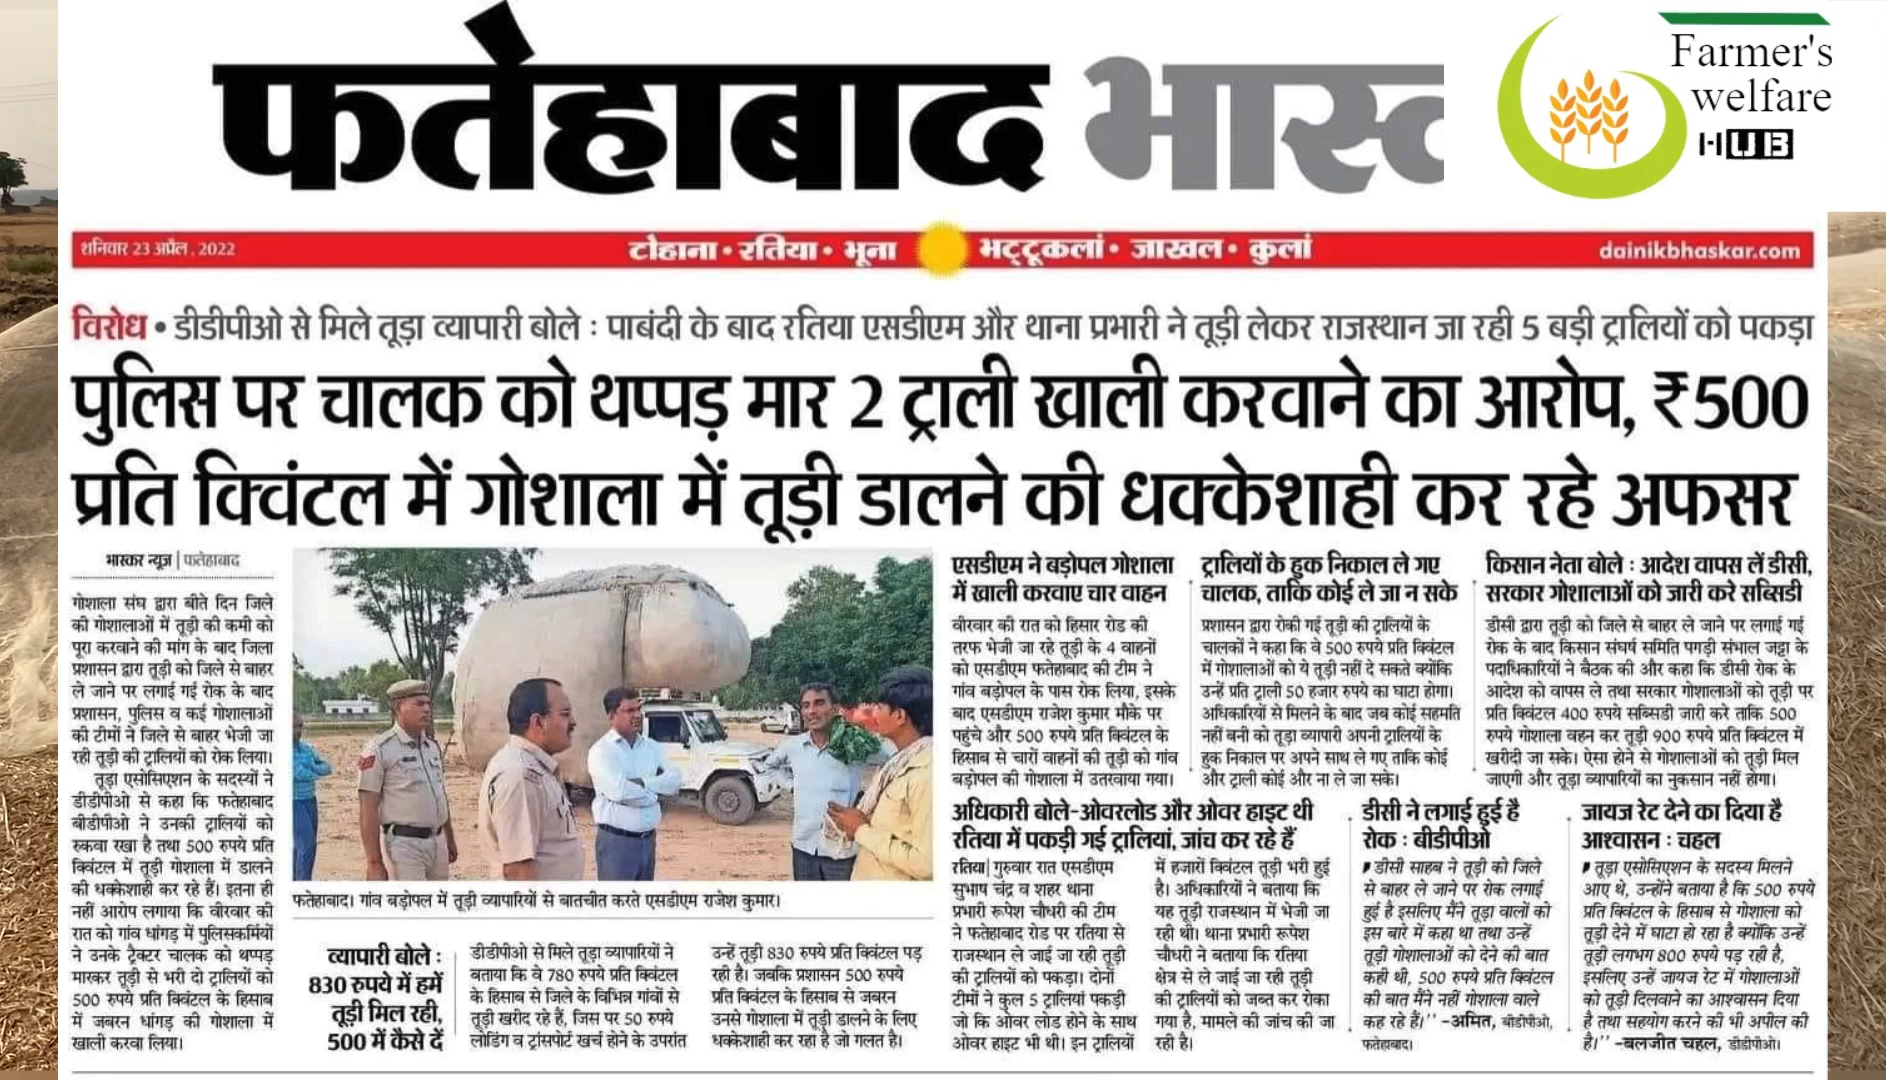 फतेहाबाद भास्
Farmer's
welfare
HUB
शनिवार 23 अप्रैल, 2022 टोहाना • रतिया • भूना भट्‌टूकलां • जाखल • कुलां dainikbhaskar.com
विरोध • डीडीपीओ से मिले तूड़ा व्यापारी बोले : पाबंदी के बाद रतिया एसडीएम और थाना प्रभारी ने तूड़ी लेकर राजस्थान जा रही 5 बड़ी ट्रालियों को पकड़ा
पुलिस पर चालक को थप्पड़ मार 2 ट्राली खाली करवाने का आरोप, ₹500
प्रति क्विंटल में गोशाला में तूड़ी डालने की धक्केशाही कर रहे अफसर
भास्कर न्यूज | फतेहाबाद
गोशाला संघ द्वारा बीते दिन जिले
की गोशालाओं में तूड़ी की कमी को
पूरा करवाने की मांग के बाद जिला
प्रशासन द्वारा तूड़ी को जिले से बाहर
ले जाने पर लगाई गई रोक के बाद
प्रशासन, पुलिस व कई गोशालाओं
की टीमों ने जिले से बाहर भेजी जा
रही तूड़ी की ट्रालियों को रोक लिया।
तूड़ा एसोसिएशन के सदस्यों ने
डीडीपीओ से कहा कि फतेहाबाद
बीडीपीओ ने उनकी ट्रालियों को
रुकवा रखा है तथा 500 रुपये प्रति
क्विंटल में तूड़ी गोशाला में डालने
की धक्केशाही कर रहे हैं। इतना ही
नहीं आरोप लगाया कि वीरवार की
रात को गांव धांगड़ में पुलिसकर्मियों
ने उनके ट्रैक्टर चालक को थप्पड़
मारकर तूड़ी से भरी दो ट्रालियों को
500 रुपये प्रति क्विंटल के हिसाब
में जबरन धांगड़ की गोशाला में
खाली करवा लिया।
फतेहाबाद। गांव बड़ोपल में तूड़ी व्यापारियों से बातचीत करते एसडीएम राजेश कुमार।
व्यापारी बोले :
830 रुपये में हमें
तूड़ी मिल रही,
500 में कैसे दें
डीडीपीओ से मिले तूड़ा व्यापारियों ने
बताया कि वे 780 रुपये प्रति क्विंटल
के हिसाब से जिले के विभिन्न गांवों से
तूड़ी खरीद रहे हैं, जिस पर 50 रुपये
लोडिंग व ट्रांसपोर्ट खर्च होने के उपरांत
उन्हें तूड़ी 830 रुपये प्रति क्विंटल पड़
रही है। जबकि प्रशासन 500 रुपये
प्रति क्विंटल के हिसाब से जबरन
उनसे गोशाला में तूड़ी डालने के लिए
धक्केशाही कर रहा है जो गलत है।
एसडीएम ने बड़ोपल गोशाला
में खाली करवाए चार वाहन
वीरवार की रात को हिसार रोड की
तरफ भेजी जा रहे तूड़ी के 4 वाहनों
को एसडीएम फतेहाबाद की टीम ने
गांव बड़ोपल के पास रोक लिया, इसके
बाद एसडीएम राजेश कुमार मौके पर
पहुंचे और 500 रुपये प्रति क्विंटल के
हिसाब से चारों वाहनों की तूड़ी को गांव
बड़ोपल की गोशाला में उतरवाया गया।
ट्रालियों के हुक निकाल ले गए
चालक, ताकि कोई ले जा न सके
प्रशासन द्वारा रोकी गई तूड़ी की ट्रालियों के
चालकों ने कहा कि वे 500 रुपये प्रति क्विंटल
में गोशालाओं को ये तूड़ी नहीं दे सकते क्योंकि
उन्हें प्रति ट्राली 50 हजार रुपये का घाटा होगा।
अधिकारियों से मिलने के बाद जब कोई सहमति
नहीं बनी को तूड़ा व्यापारी अपनी ट्रालियों के
हुक निकाल पर अपने साथ ले गए ताकि कोई
और ट्राली कोई और ना ले जा सके।
किसान नेता बोले : आदेश वापस लें डीसी,
सरकार गोशालाओं को जारी करे सब्सिडी
डीसी द्वारा तूड़ी को जिले से बाहर ले जाने पर लगाई गई
रोक के बाद किसान संघर्ष समिति पगड़ी संभाल जट्टा के
पदाधिकारियों ने बैठक की और कहा कि डीसी रोक के
आदेश को वापस ले तथा सरकार गोशालाओं को तूड़ी पर
प्रति क्विंटल 400 रुपये सब्सिडी जारी करे ताकि 500
रुपये गोशाला वहन कर तूड़ी 900 रुपये प्रति क्विंटल में
खरीदी जा सके। ऐसा होने से गोशालाओं को तूड़ी मिल
जाएगी और तूड़ा व्यापारियों का नुकसान नहीं होगा।
अधिकारी बोले-ओवरलोड और ओवर हाइट थी
रतिया में पकड़ी गई ट्रालियां, जांच कर रहे हैं
रतिया| गुरुवार रात एसडीएम
सुभाष चंद्र व शहर थाना
प्रभारी रूपेश चौधरी की टीम
ने फतेहाबाद रोड पर रतिया से
राजस्थान ले जाई जा रही तूड़ी
की ट्रालियों को पकड़ा। दोनों
टीमों ने कुल 5 ट्रालियां पकड़ी
जो कि ओवर लोड होने के साथ
ओवर हाइट भी थी। इन ट्रालियों
में हजारों क्विंटल तूड़ी भरी हुई
है। अधिकारियों ने बताया कि
यह तूड़ी राजस्थान में भेजी जा
रही थी। थाना प्रभारी रूपेश
चौधरी ने बताया कि रतिया
क्षेत्र से ले जाई जा रही तूड़ी
की ट्रालियों को जब्त कर रोका
गया है, मामले की जांच की जा
रही है।
डीसी ने लगाई हुई है
रोक : बीडीपीओ
डीसी साहब ने तूड़ी को जिले
से बाहर ले जाने पर रोक लगाई
हुई है इसलिए मैंने तूड़ा वालों को
इस बारे में कहा था तथा उन्हें
तूड़ी गोशालाओं को देने की बात
कही थी, 500 रुपये प्रति क्विंटल
की बात मैंने नहीं गोशाला वाले
कह रहे हैं।'' -अमित, बीडीपीओ,
फतेहाबाद।
जायज रेट देने का दिया है
आश्वासन : चहल
तूड़ा एसोसिएशन के सदस्य मिलने
आए थे, उन्होंने बताया है कि 500 रुपये
प्रति क्विंटल के हिसाब से गोशाला को
तूड़ी देने में घाटा हो रहा है क्योंकि उन्हें
तूड़ी लगभग 800 रुपये पड़ रही है,
इसलिए उन्हें जायज रेट में गोशालाओं
को तूड़ी दिलवाने का आश्वासन दिया
है तथा सहयोग करने की भी अपील की
है।'' -बलजीत चहल, डीडीपीओ।